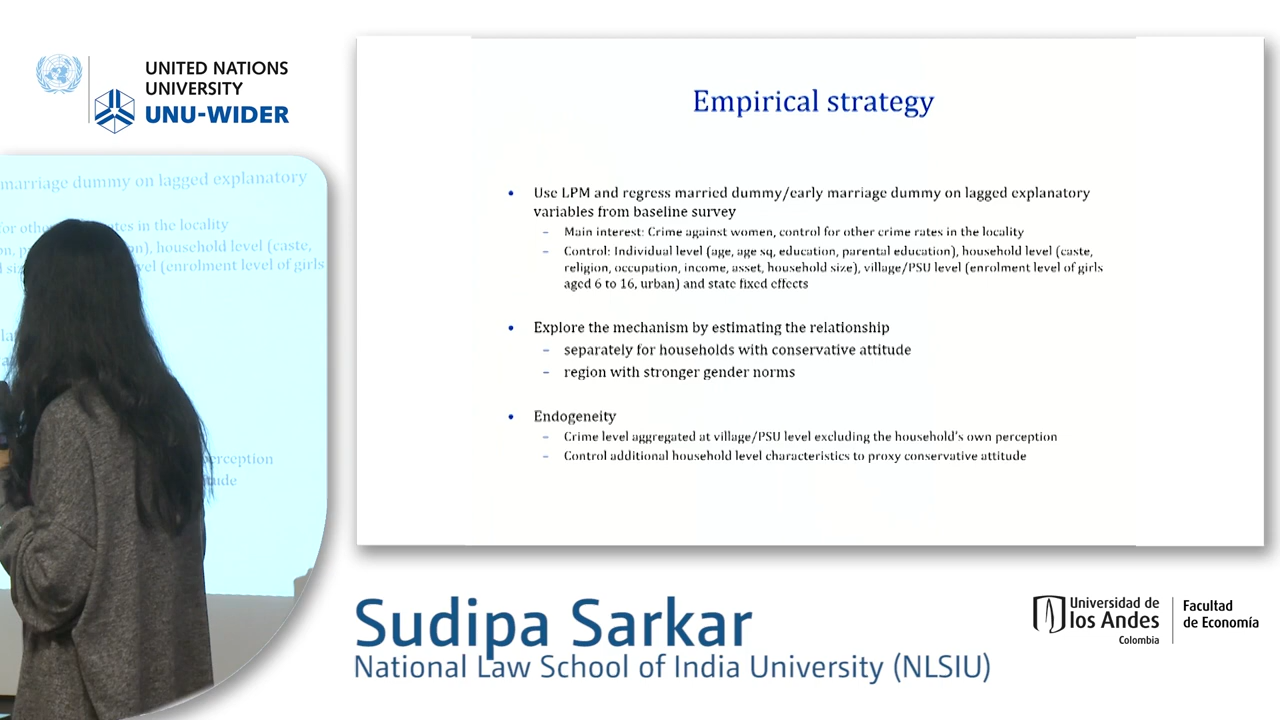 UNITED NATIONS
UNIVERSITY
UNU-WIDER
marriage dummy on lagged explanatory
for other
rates in the locality
household level (caste,
(enrolment level of girls
perception
Empirical strategy
• Use LPM and regress married dummy/early marriage dummy on lagged explanatory
variables from baseline survey
– Main interest: Crime against women, control for other crime rates in the locality
– Control: Individual level (age, age sq, education, parental education), household level (caste,
religion, occupation, income, asset, household size), village/PSU level (enrolment level of girls
aged 6 to 16, urban) and state fixed effects
• Explore the mechanism by estimating the relationship
– separately for households with conservative attitude
– region with stronger gender norms
• Endogeneity
– Crime level aggregated at village/PSU level excluding the household's own perception
– Control additional household level characteristics to proxy conservative attitude
Sudipa Sarkar
National Law School of India University (NLSIU)
Universidad de
los Andes
Colombia
Facultad
de Economía